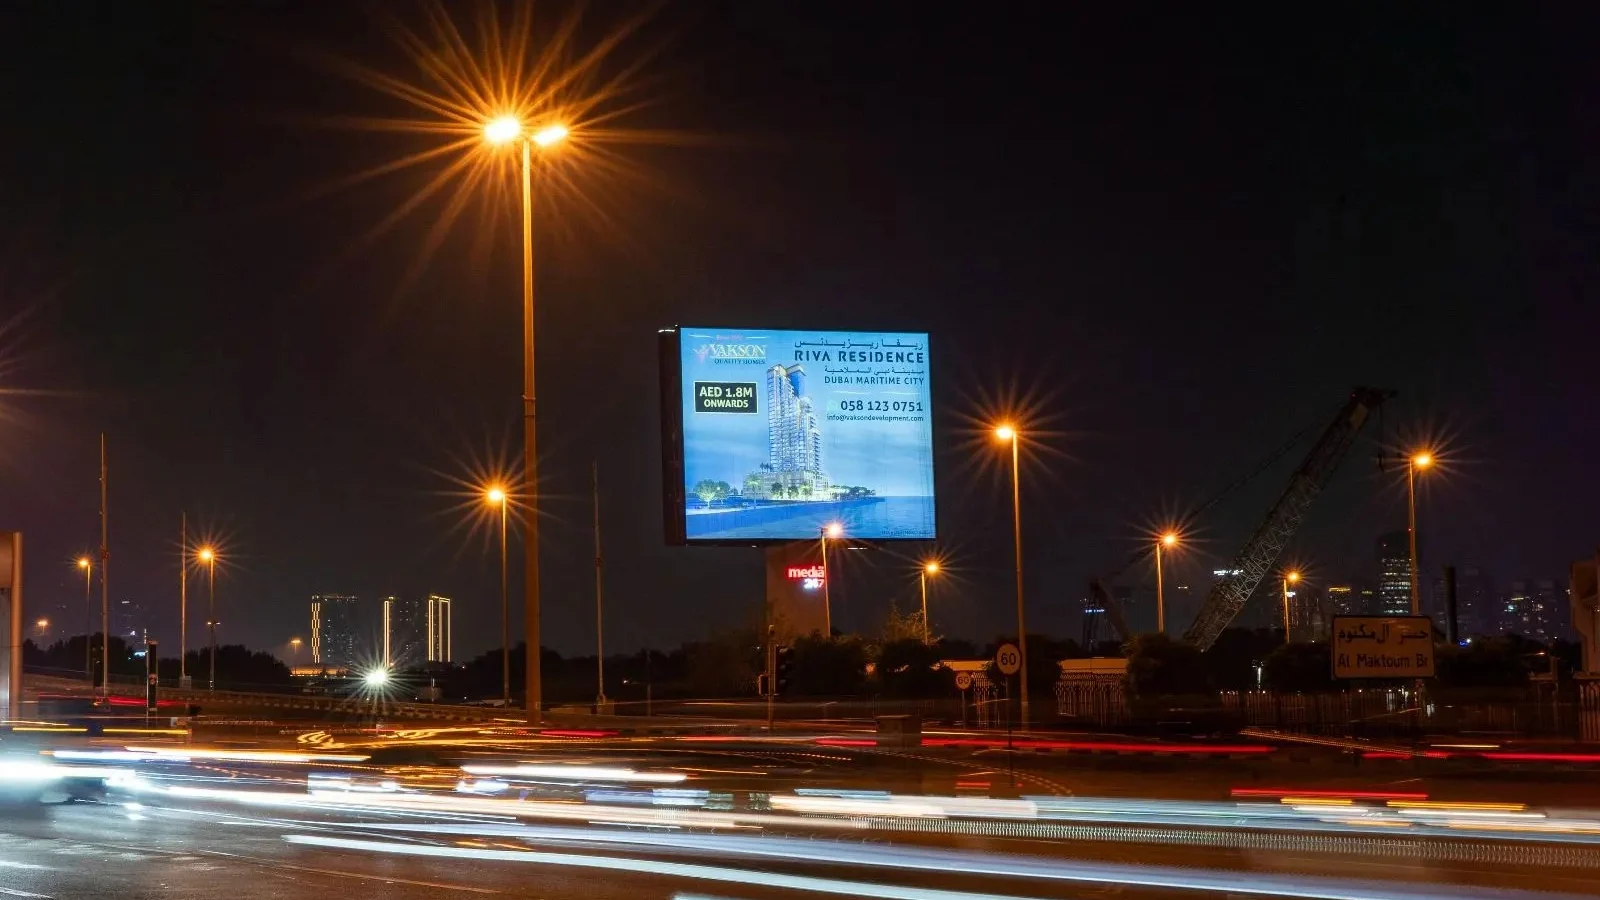 VAKSON
QUALITY HOMES
ريفا ريزيدنس
RIVA RESIDENCE
مدينة دبي الملاحية
DUBAI MARITIME CITY
AED 1.8M
ONWARDS
058 123 0751
info@vaksondevelopment.com
media
247
60
60
جسر آل مكتوم
Al Maktoum Br